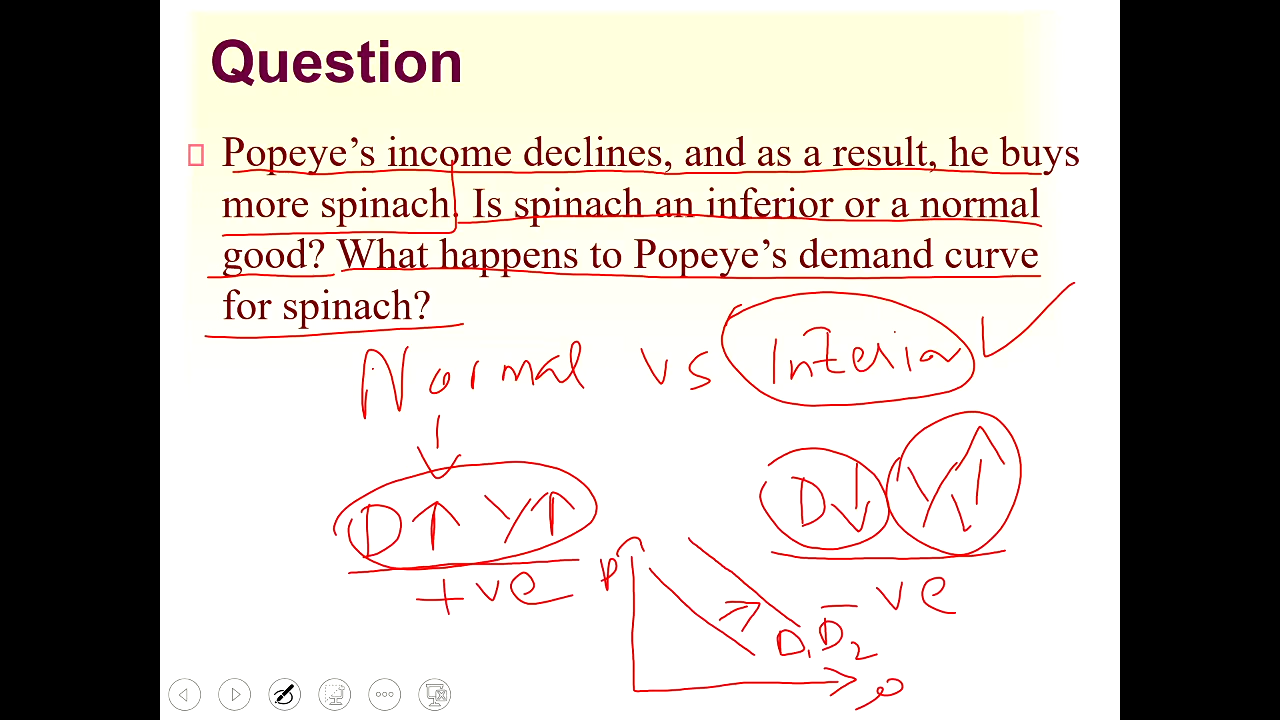 Question
Popeye’s income declines, and as a result, he buys
more spinach. Is spinach an inferior or a normal
good? What happens to Popeye’s demand curve
for spinach?
Normal vs Inferior
D↑ Y↑
D↓ Y↑
+ve
-ve
P
D1 D2